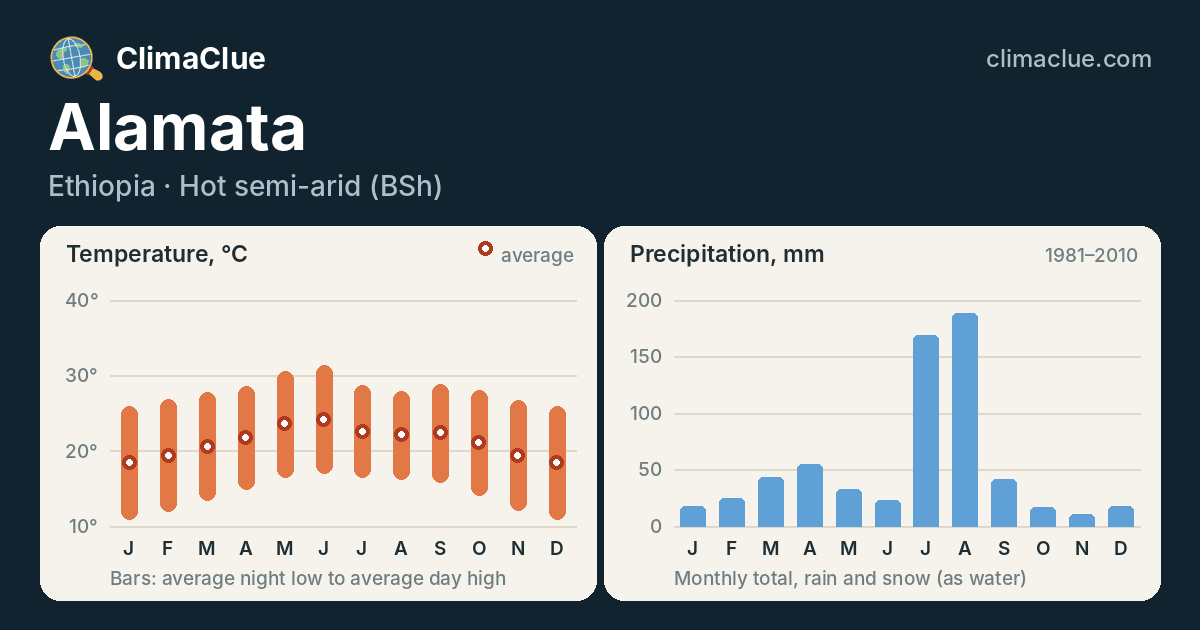 ClimaClue
climaclue.com
Alamata
Ethiopia · Hot semi-arid (BSh)
Temperature, °C
average
40°
30°
20°
10°
J F M A M J J A S O N D
Bars: average night low to average day high
Precipitation, mm
1981–2010
200
150
100
50
0
J F M A M J J A S O N D
Monthly total, rain and snow (as water)